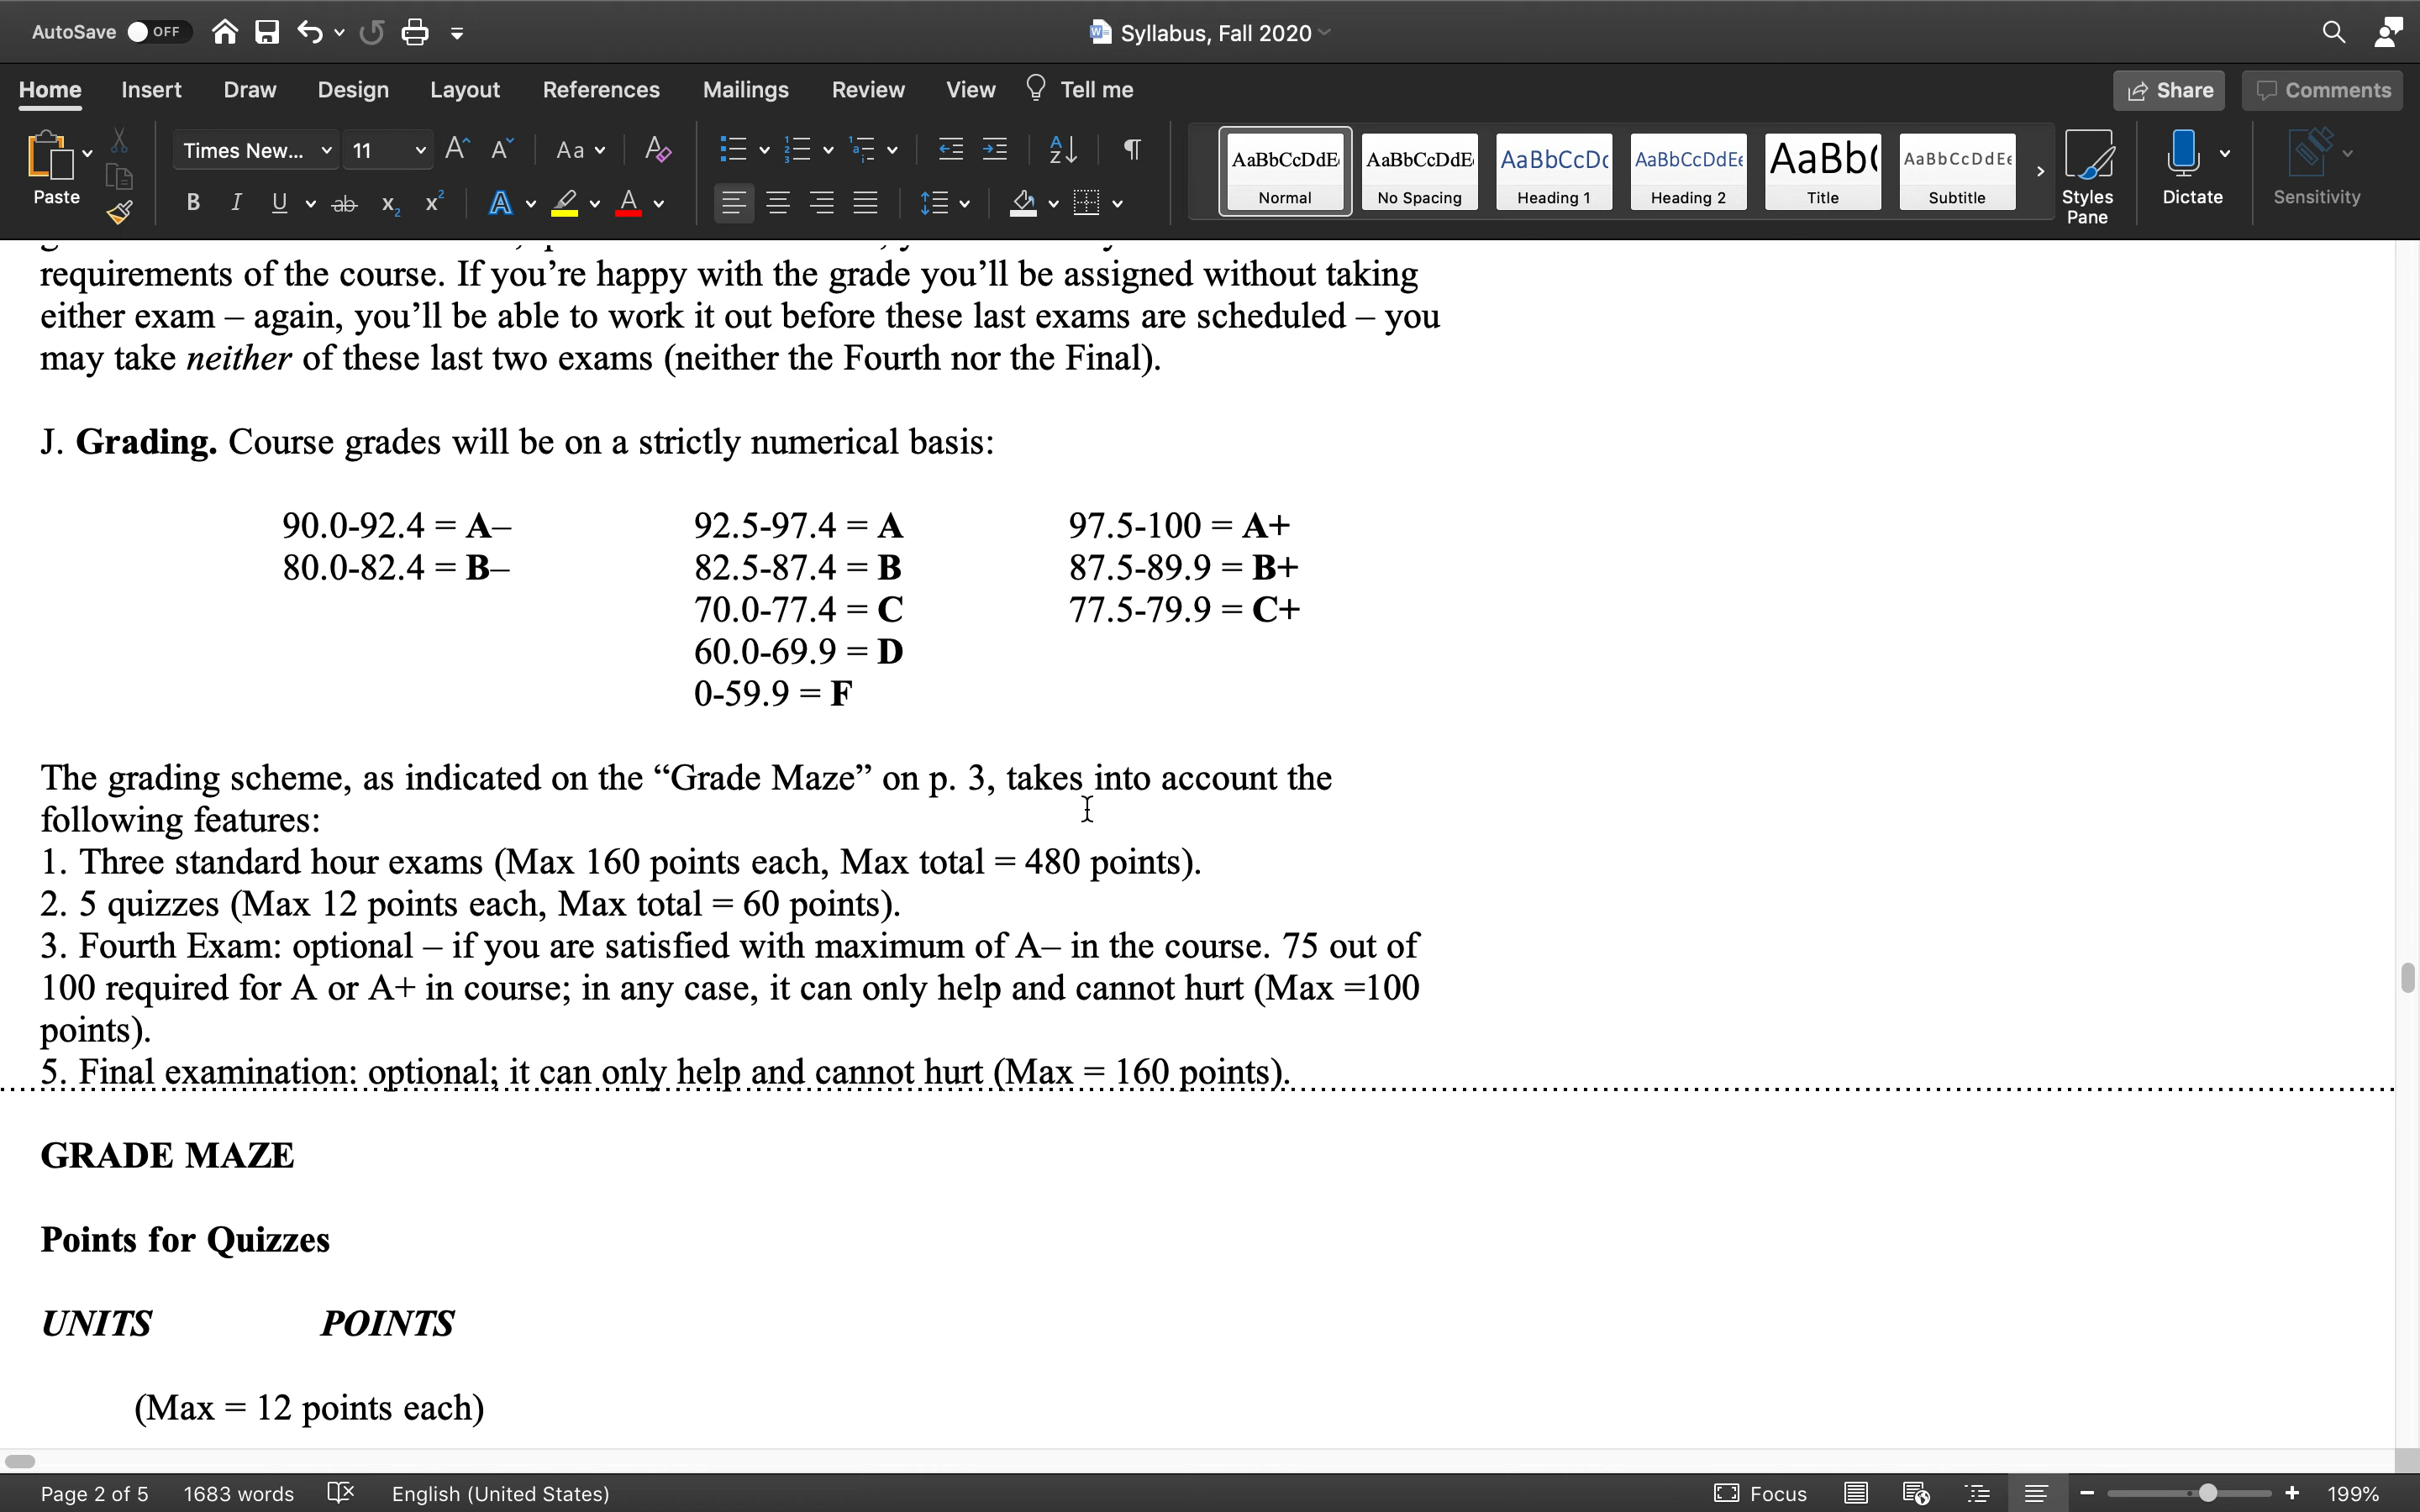 AutoSave OFF Syllabus, Fall 2020
Home Insert Draw Design Layout References Mailings Review View Tell me Share Comments
Paste Times New... 11 Aa AaBbCcDdE AaBbCcDdE AaBbCcDc AaBbCcDdEe AaBb( AaBbCcDdEe Styles Pane Dictate Sensitivity
Normal No Spacing Heading 1 Heading 2 Title Subtitle
requirements of the course. If you’re happy with the grade you’ll be assigned without taking
either exam – again, you’ll be able to work it out before these last exams are scheduled – you
may take neither of these last two exams (neither the Fourth nor the Final).
J. Grading. Course grades will be on a strictly numerical basis:
90.0-92.4 = A– 92.5-97.4 = A 97.5-100 = A+
80.0-82.4 = B– 82.5-87.4 = B 87.5-89.9 = B+
70.0-77.4 = C 77.5-79.9 = C+
60.0-69.9 = D
0-59.9 = F
The grading scheme, as indicated on the “Grade Maze” on p. 3, takes into account the
following features:
1. Three standard hour exams (Max 160 points each, Max total = 480 points).
2. 5 quizzes (Max 12 points each, Max total = 60 points).
3. Fourth Exam: optional – if you are satisfied with maximum of A– in the course. 75 out of
100 required for A or A+ in course; in any case, it can only help and cannot hurt (Max =100
points).
5. Final examination: optional; it can only help and cannot hurt (Max = 160 points).
GRADE MAZE
Points for Quizzes
UNITS POINTS
(Max = 12 points each)
Page 2 of 5 1683 words English (United States) Focus 199%